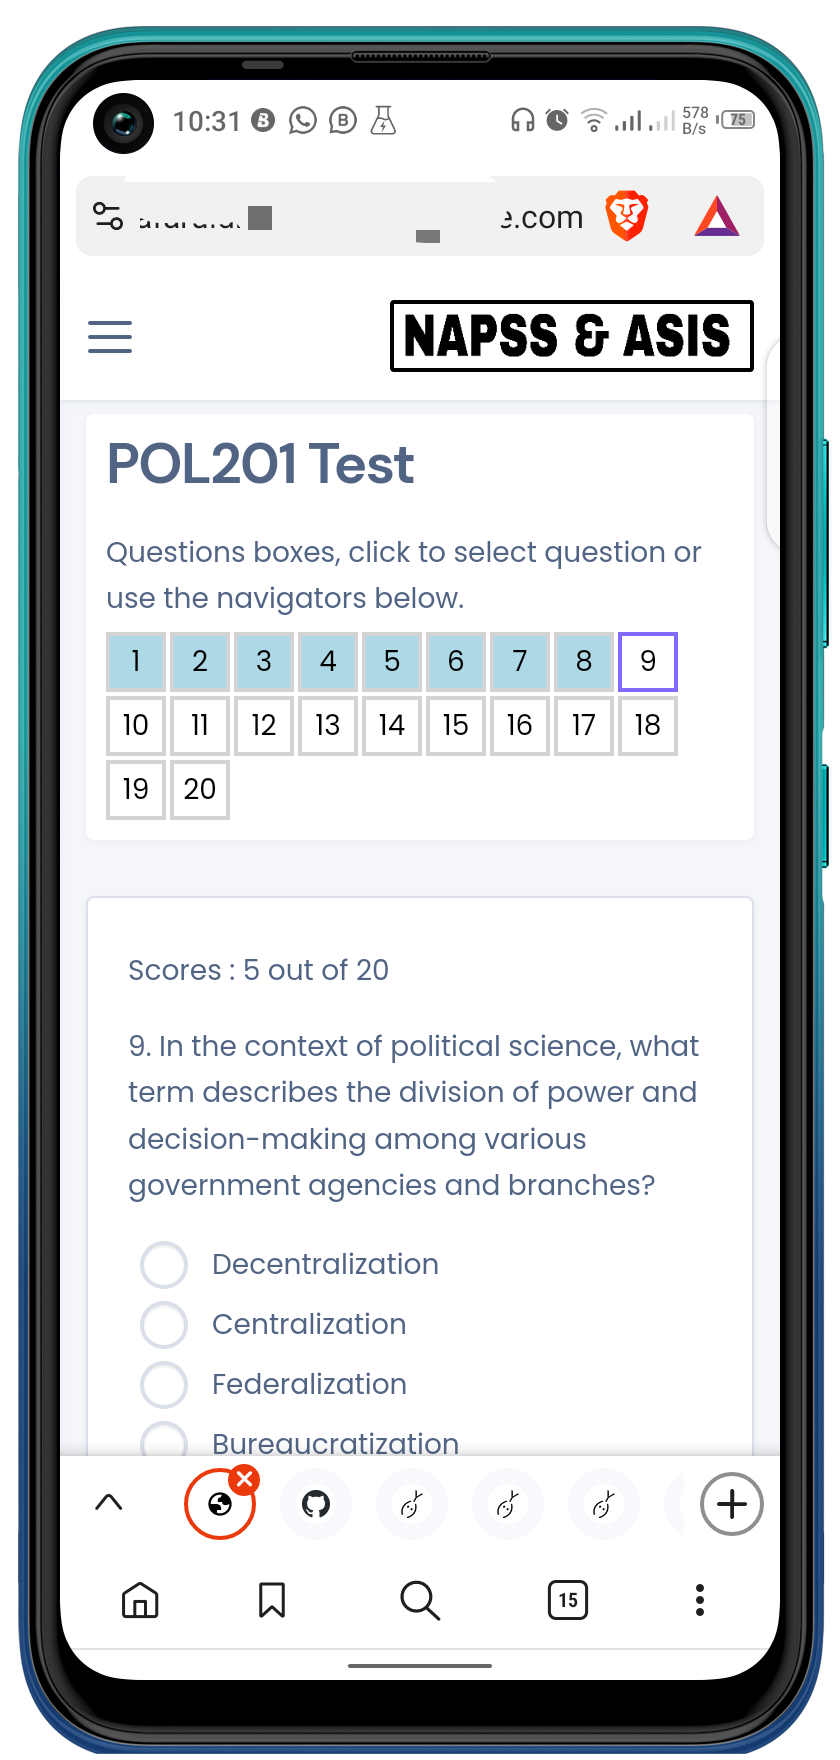 10:31
578
B/s
75
.com
NAPSS & ASIS
POL201 Test
Questions boxes, click to select question or
use the navigators below.
1 2 3 4 5 6 7 8 9
10 11 12 13 14 15 16 17 18
19 20
Scores : 5 out of 20
9. In the context of political science, what
term describes the division of power and
decision-making among various
government agencies and branches?
Decentralization
Centralization
Federalization
Bureaucratization
15